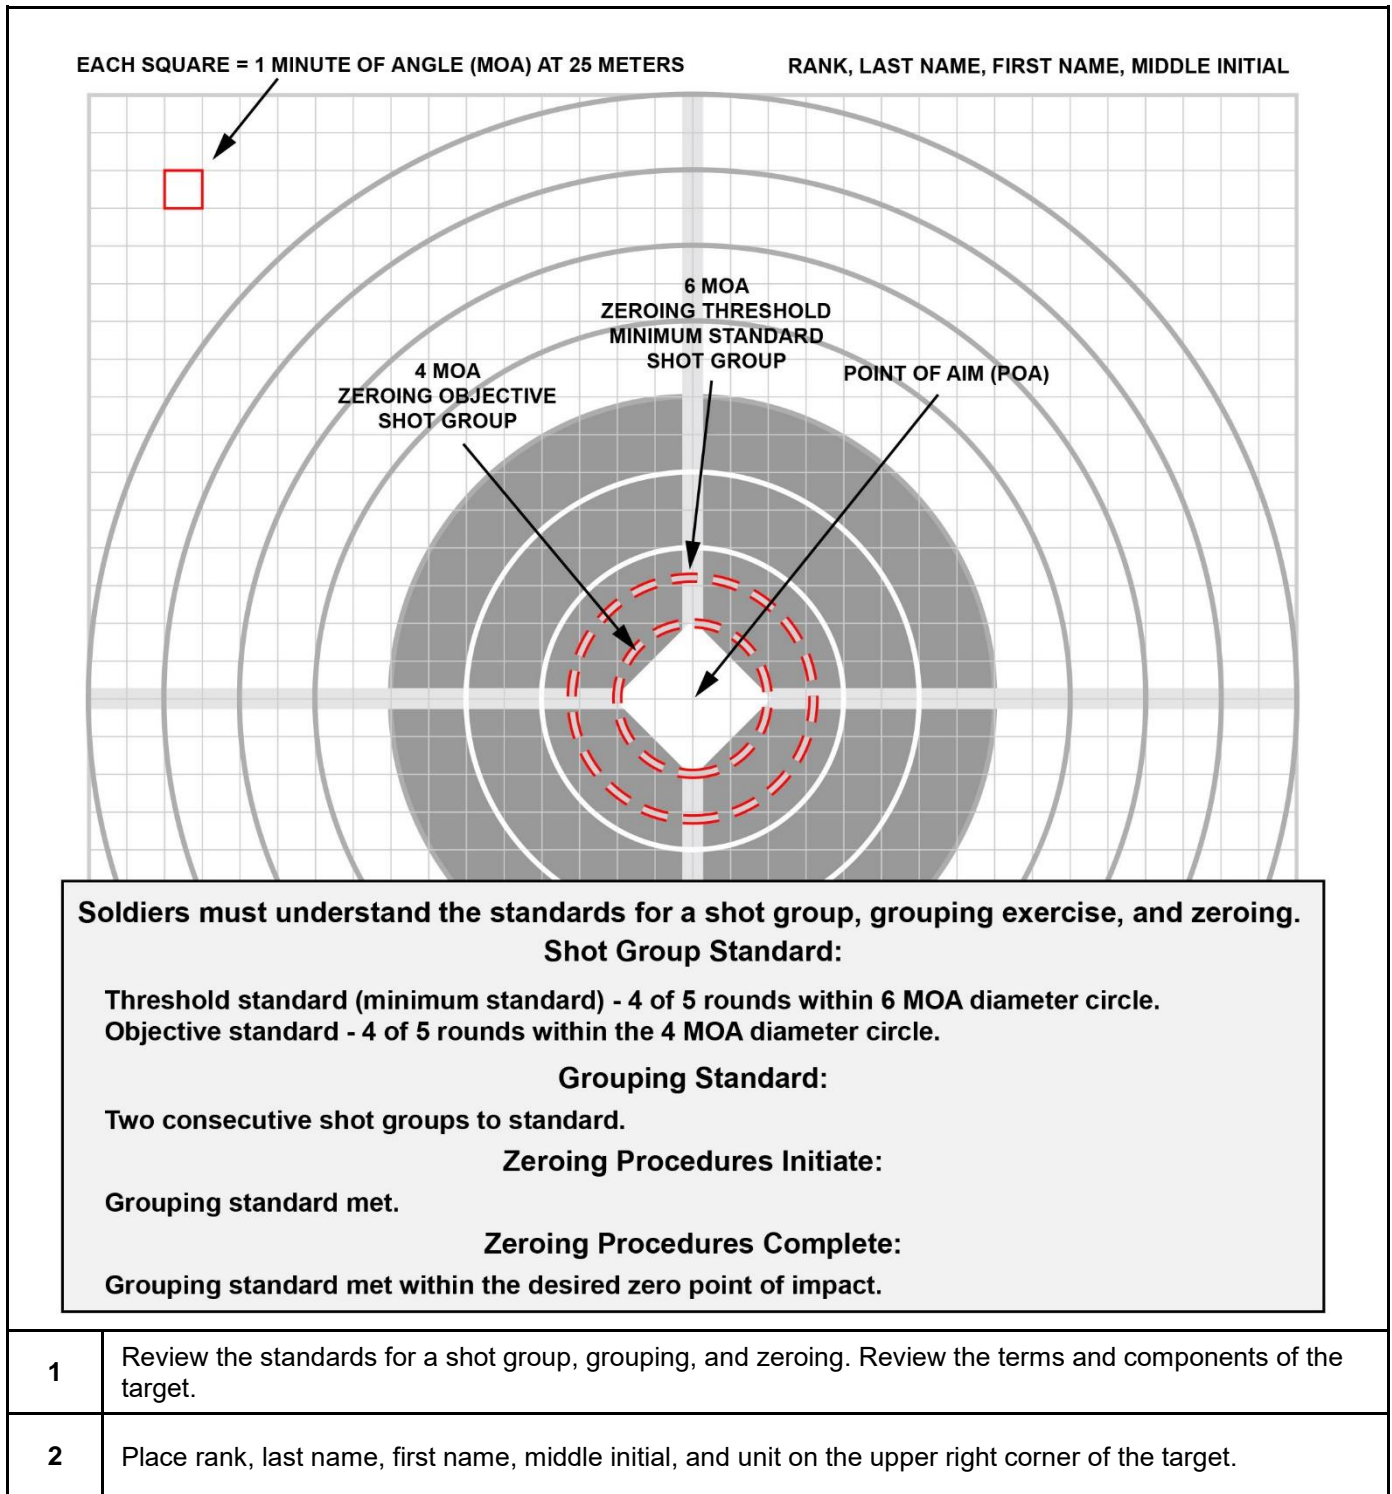 EACH SQUARE = 1 MINUTE OF ANGLE (MOA) AT 25 METERS
RANK, LAST NAME, FIRST NAME, MIDDLE INITIAL
6 MOA
ZEROING THRESHOLD
MINIMUM STANDARD
SHOT GROUP
4 MOA
ZEROING OBJECTIVE
SHOT GROUP
POINT OF AIM (POA)
Soldiers must understand the standards for a shot group, grouping exercise, and zeroing.
Shot Group Standard:
Threshold standard (minimum standard) - 4 of 5 rounds within 6 MOA diameter circle.
Objective standard - 4 of 5 rounds within the 4 MOA diameter circle.
Grouping Standard:
Two consecutive shot groups to standard.
Zeroing Procedures Initiate:
Grouping standard met.
Zeroing Procedures Complete:
Grouping standard met within the desired zero point of impact.
1
Review the standards for a shot group, grouping, and zeroing. Review the terms and components of the
target.
2
Place rank, last name, first name, middle initial, and unit on the upper right corner of the target.